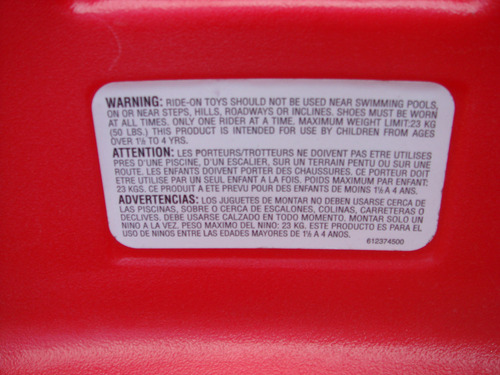 WARNING: RIDE-ON TOYS SHOULD NOT BE USED NEAR SWIMMING POOLS,
ON OR NEAR STEPS, HILLS, ROADWAYS OR INCLINES. SHOES MUST BE WORN
AT ALL TIMES. ONLY ONE RIDER AT A TIME. MAXIMUM WEIGHT LIMIT:23 KG
(50 LBS.) THIS PRODUCT IS INTENDED FOR USE BY CHILDREN FROM AGES
OVER 1½ TO 4 YRS.
ATTENTION: LES PORTEURS/TROTTEURS NE DOIVENT PAS ETRE UTILISES
PRES D'UNE PISCINE, D'UN ESCALIER, SUR UN TERRAIN PENTU OU SUR UNE
ROUTE. LES ENFANTS DOIVENT PORTER DES CHAUSSURES. CE PORTEUR DOIT
ETRE UTILISE PAR UN SEUL ENFANT A LA FOIS. POIDS MAXIMUM PAR ENFANT:
23 KGS. CE PRODUIT A ETE PREVU POUR DES ENFANTS DE MOINS 1½ A 4 ANS.
ADVERTENCIAS: LOS JUGUETES DE MONTAR NO DEBEN USARSE CERCA DE
LAS PISCINAS, SOBRE O CERCA DE ESCALONES, COLINAS, CARRETERAS O
DECLIVES. DEBE USARSE CALZADO EN TODO MOMENTO. MONTAR SOLO UN
NINO A LA VEZ. PESO MAXIMO DEL NINO: 23 KG. ESTE PRODUCTO ES PARA EL
USO DE NINOS ENTRE LAS EDADES MAYORES DE 1½ A 4 AÑOS.
612374500